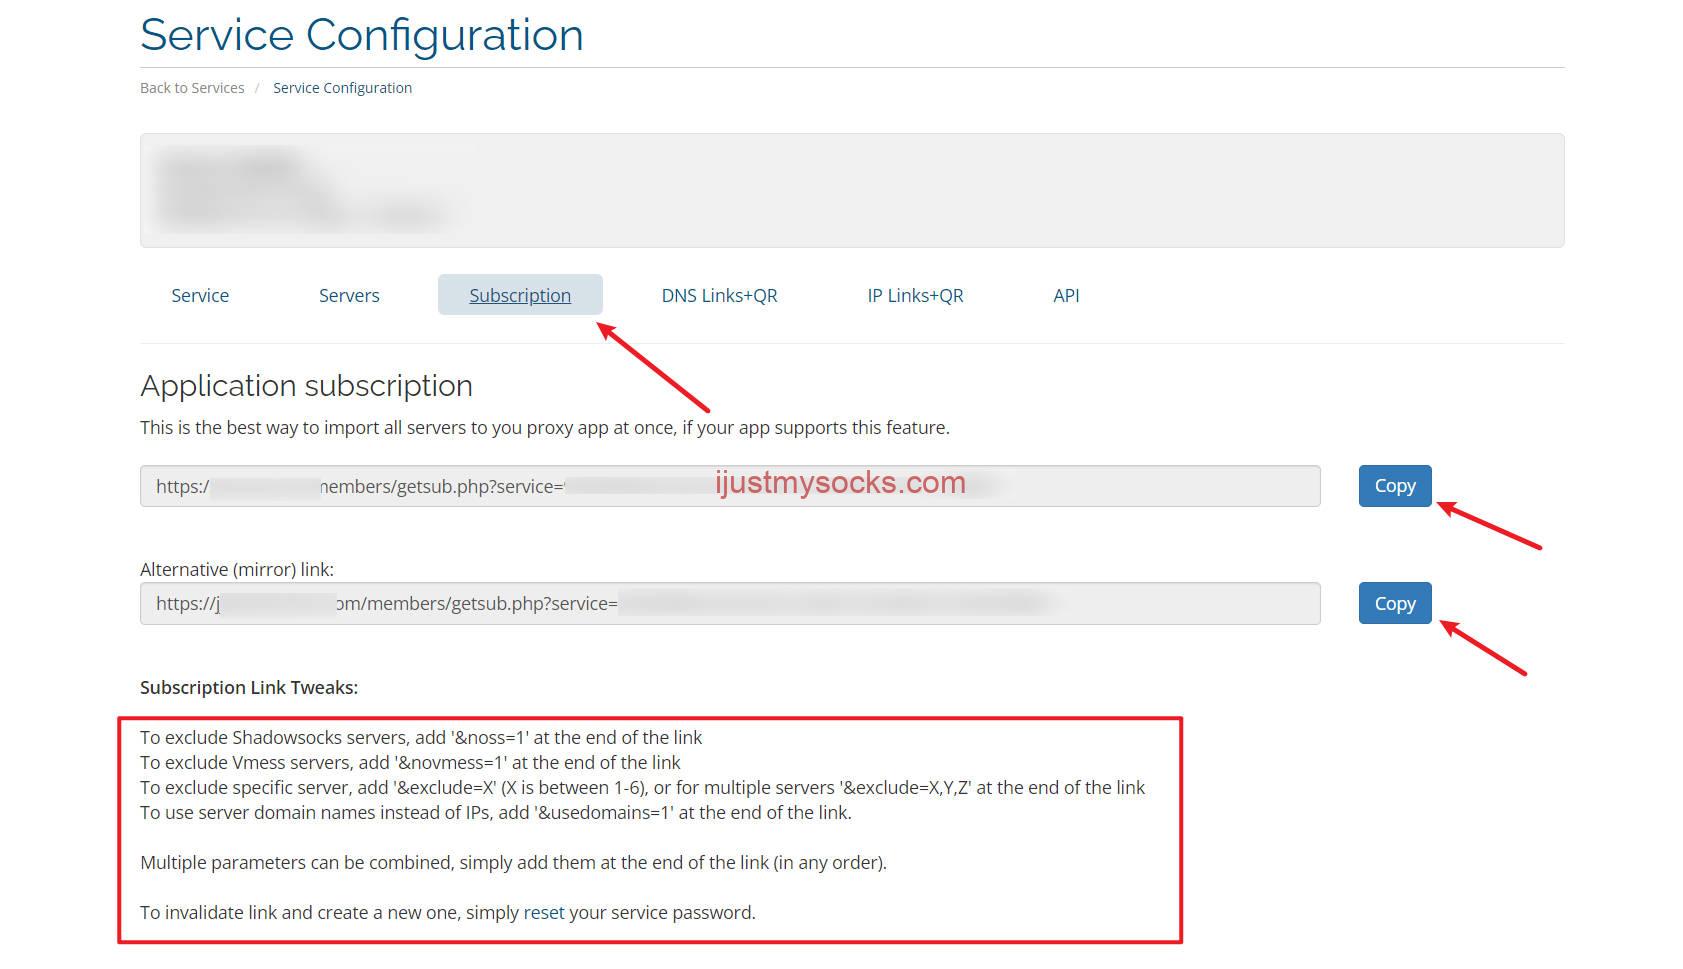 Service Configuration
Back to Services / Service Configuration
Service Servers Subscription DNS Links+QR IP Links+QR API
Application subscription
This is the best way to import all servers to you proxy app at once, if your app supports this feature.
https:/ members/getsub.php?service= ijustmysocks.com Copy
Alternative (mirror) link:
https://j om/members/getsub.php?service= Copy
Subscription Link Tweaks:
To exclude Shadowsocks servers, add '&noss=1' at the end of the link
To exclude Vmess servers, add '&novmess=1' at the end of the link
To exclude specific server, add '&exclude=X' (X is between 1-6), or for multiple servers '&exclude=X,Y,Z' at the end of the link
To use server domain names instead of IPs, add '&usedomains=1' at the end of the link.
Multiple parameters can be combined, simply add them at the end of the link (in any order).
To invalidate link and create a new one, simply reset your service password.